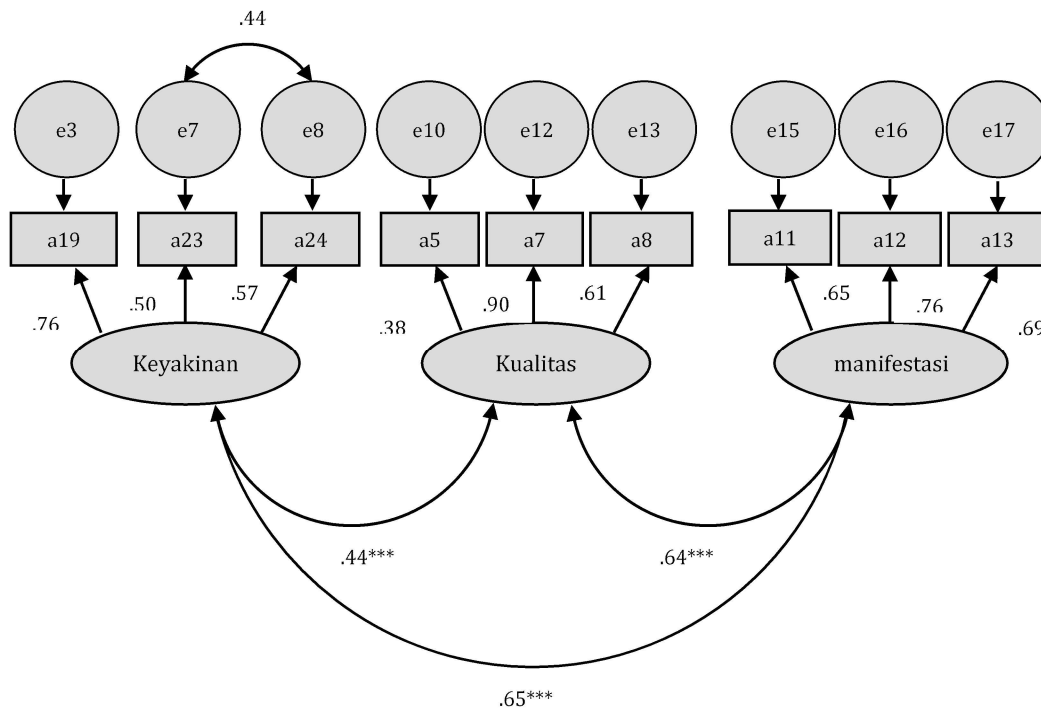 .44
e3 e7 e8 e10 e12 e13 e15 e16 e17
a19 a23 a24 a5 a7 a8 a11 a12 a13
.76 .50 .57 .38 .90 .61 .65 .76 .69
Keyakinan Kualitas manifestasi
.44*** .64***
.65***